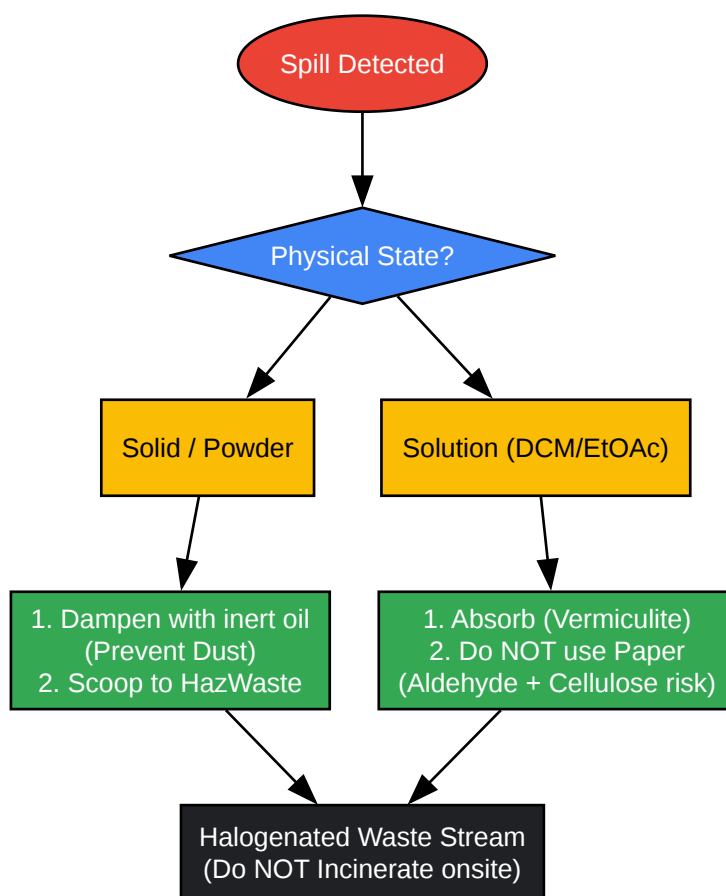 Spill Detected
Physical State?
Solid / Powder
Solution (DCM/EtOAc)
1. Dampen with inert oil
(Prevent Dust)
2. Scoop to HazWaste
1. Absorb (Vermiculite)
2. Do NOT use Paper
(Aldehyde + Cellulose risk)
Halogenated Waste Stream
(Do NOT Incinerate onsite)